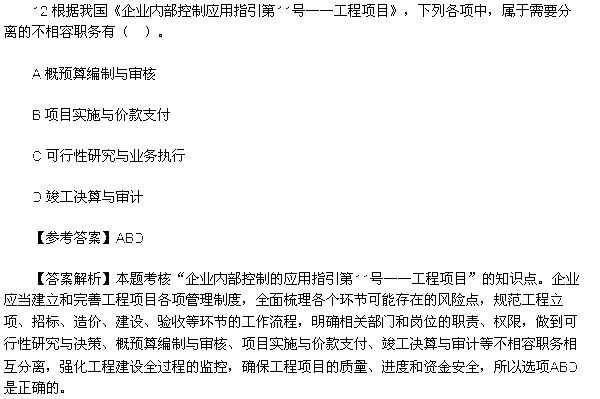 12根据我国《企业内部控制应用指引第11号——工程项目》，下列各项中，属于需要分
离的不相容职务有（　）。
A概预算编制与审核
B项目实施与价款支付
C可行性研究与业务执行
D竣工决算与审计
【参考答案】ABD
【答案解析】本题考核“企业内部控制的应用指引第11号——工程项目”的知识点。企业
应当建立和完善工程项目各项管理制度，全面梳理各个环节可能存在的风险点，规范工程立
项、招标、造价、建设、验收等环节的工作流程，明确相关部门和岗位的职责、权限，做到可
行性研究与决策、概预算编制与审核、项目实施与价款支付、竣工决算与审计等不相容职务相
互分离，强化工程建设全过程的监控，确保工程项目的质量、进度和资金安全，所以选项ABD
是正确的。